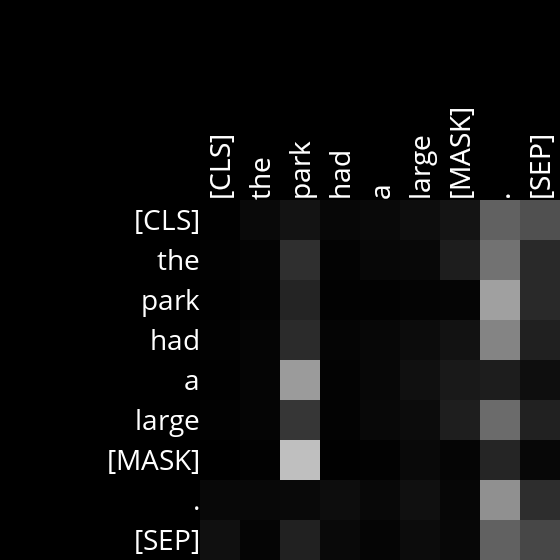 [CLS] the park had a large [MASK] . [SEP]
[CLS]
the
park
had
a
large
[MASK]
.
[SEP]